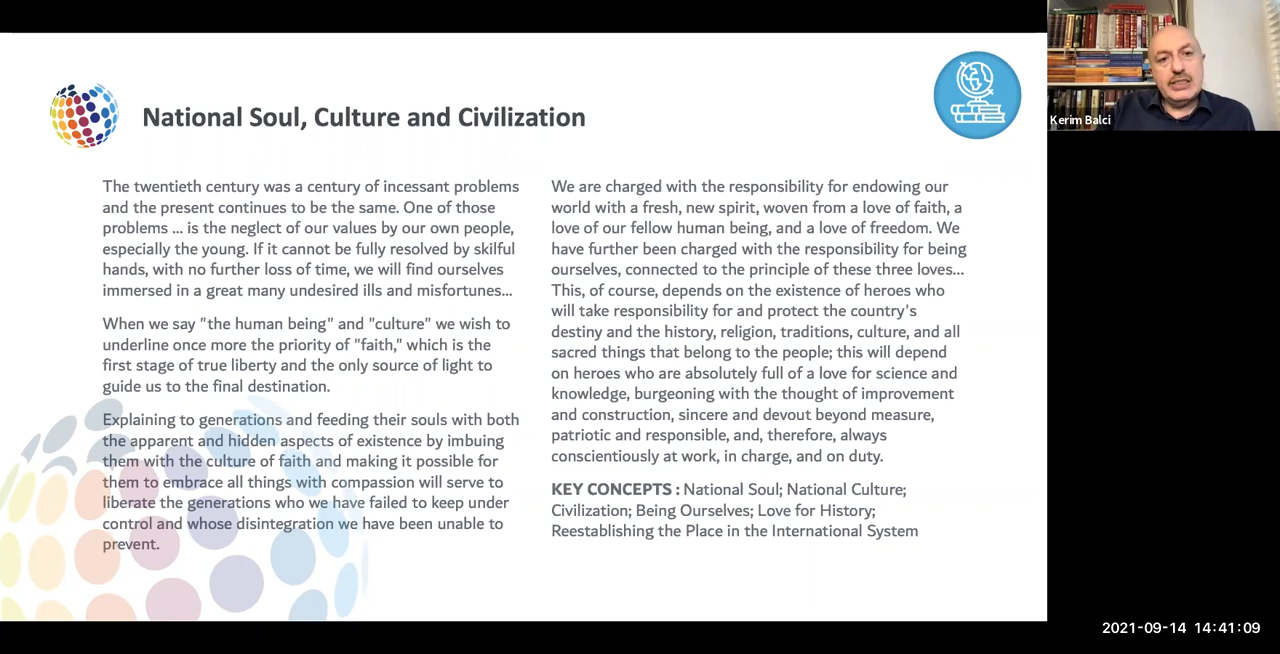 National Soul, Culture and Civilization
The twentieth century was a century of incessant problems
and the present continues to be the same. One of those
problems ... is the neglect of our values by our own people,
especially the young. If it cannot be fully resolved by skilful
hands, with no further loss of time, we will find ourselves
immersed in a great many undesired ills and misfortunes...
When we say "the human being" and "culture" we wish to
underline once more the priority of "faith," which is the
first stage of true liberty and the only source of light to
guide us to the final destination.
Explaining to generations and feeding their souls with both
the apparent and hidden aspects of existence by imbuing
them with the culture of faith and making it possible for
them to embrace all things with compassion will serve to
liberate the generations who we have failed to keep under
control and whose disintegration we have been unable to
prevent.
We are charged with the responsibility for endowing our
world with a fresh, new spirit, woven from a love of faith, a
love of our fellow human being, and a love of freedom. We
have further been charged with the responsibility for being
ourselves, connected to the principle of these three loves...
This, of course, depends on the existence of heroes who
will take responsibility for and protect the country's
destiny and the history, religion, traditions, culture, and all
sacred things that belong to the people; this will depend
on heroes who are absolutely full of a love for science and
knowledge, burgeoning with the thought of improvement
and construction, sincere and devout beyond measure,
patriotic and responsible, and, therefore, always
conscientiously at work, in charge, and on duty.
KEY CONCEPTS : National Soul; National Culture;
Civilization; Being Ourselves; Love for History;
Reestablishing the Place in the International System
Kerim Balci
2021-09-14 14:41:09